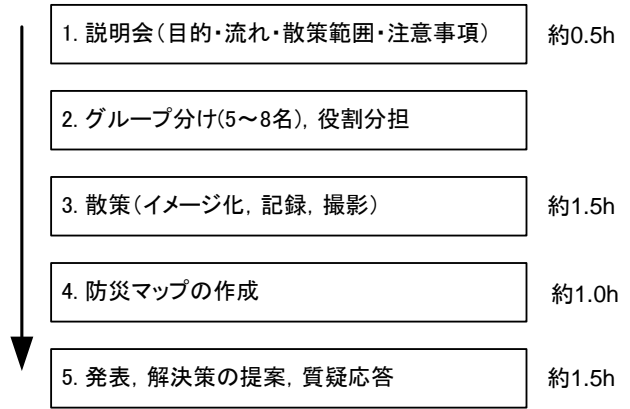 1. 説明会(目的・流れ・散策範囲・注意事項) 約0.5h
2. グループ分け(5～8名), 役割分担
3. 散策(イメージ化, 記録, 撮影) 約1.5h
4. 防災マップの作成 約1.0h
5. 発表, 解決策の提案, 質疑応答 約1.5h